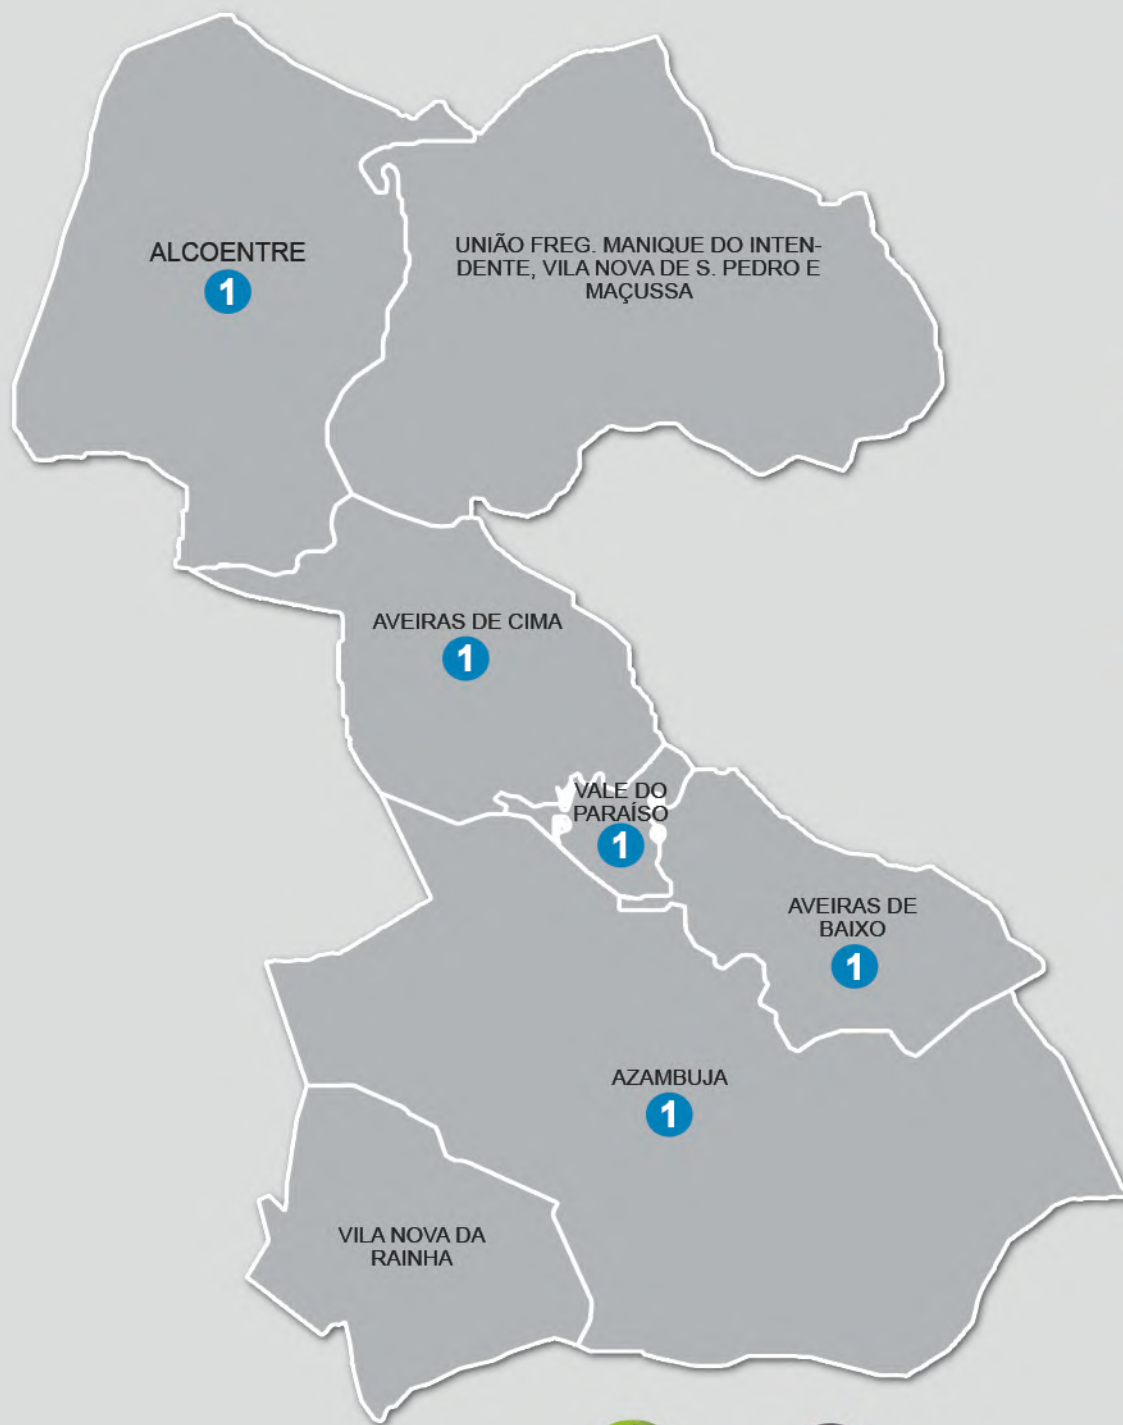 ALCOENTRE
1
UNIÃO FREG. MANIQUE DO INTEN-
DENTE, VILA NOVA DE S. PEDRO E
MAÇUSSA
AVEIRAS DE CIMA
1
VALE DO
PARAÍSO
1
AVEIRAS DE
BAIXO
1
AZAMBUJA
1
VILA NOVA DA
RAINHA